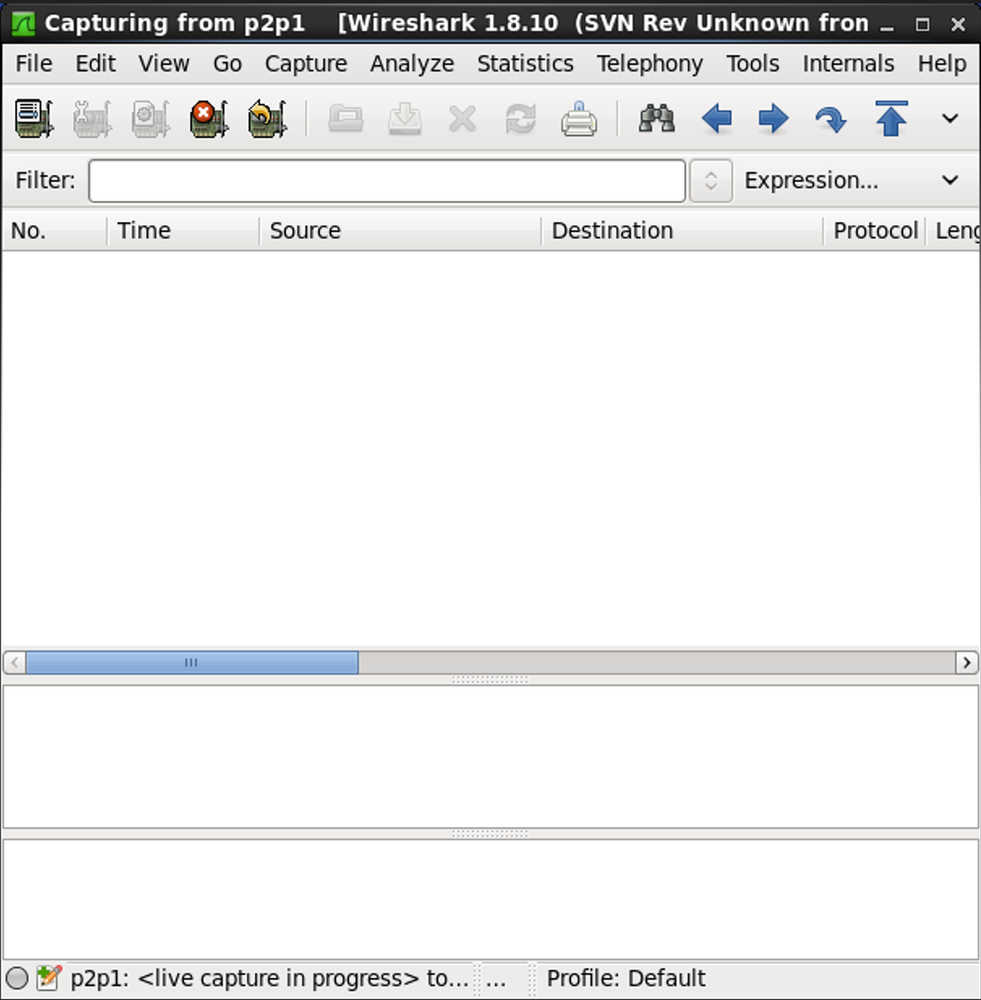 Capturing from p2p1 [Wireshark 1.8.10 (SVN Rev Unknown fron
File Edit View Go Capture Analyze Statistics Telephony Tools Internals Help
Filter: Expression...
No. Time Source Destination Protocol Leng
p2p1: <live capture in progress> to... ... Profile: Default